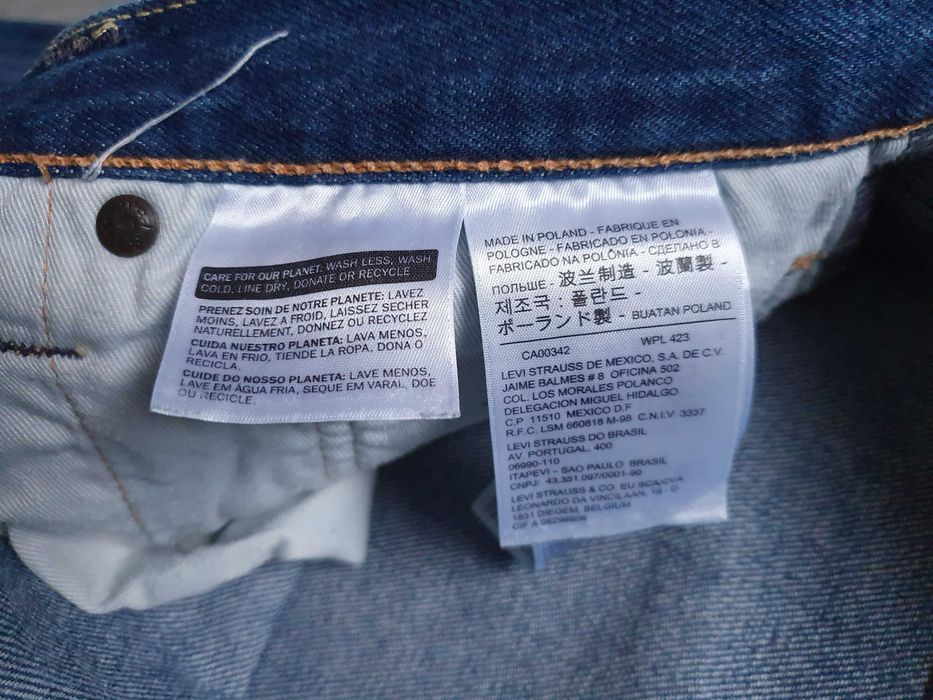 CARE FOR OUR PLANET: WASH LESS, WASH
COLD, LINE DRY, DONATE OR RECYCLE
PRENEZ SOIN DE NOTRE PLANETE: LAVEZ
MOINS, LAVEZ A FROID, LAISSEZ SECHER
NATURELLEMENT, DONNEZ OU RECYCLEZ
CUIDA NUESTRO PLANETA: LAVA MENOS,
LAVA EN FRIO, TIENDE LA ROPA, DONA O
RECICLA.
CUIDE DO NOSSO PLANETA: LAVE MENOS,
LAVE EM ÁGUA FRIA, SEQUE EM VARAL, DOE
OU RECICLE.
MADE IN POLAND - FABRIQUE EN
POLOGNE - FABRICADO EN POLONIA -
FABRICADO NA POLÔNIA - СДЕЛАНО В
ПОЛЬШЕ - 波兰制造 - 波蘭製 -
제조국 : 폴란드 -
ポーランド製 - BUATAN POLAND
CA00342 WPL 423
LEVI STRAUSS DE MEXICO, S.A. DE C.V.
JAIME BALMES # 8 OFICINA 502
COL. LOS MORALES POLANCO
DELEGACION MIGUEL HIDALGO
C.P 11510 MEXICO D.F
R.F.C. LSM 660818 M-98 C.N.I.V 3337
LEVI STRAUSS DO BRASIL
AV. PORTUGAL, 400
06990-110
ITAPEVI – SAO PAULO BRASIL
CNPJ: 43.351.097/0001-90
LEVI STRAUSS & CO. EU BCA/CVA
LEONARDO DA VINCILAAN, 19 -
1831 DIEGEM, BELGIUM
CIF A